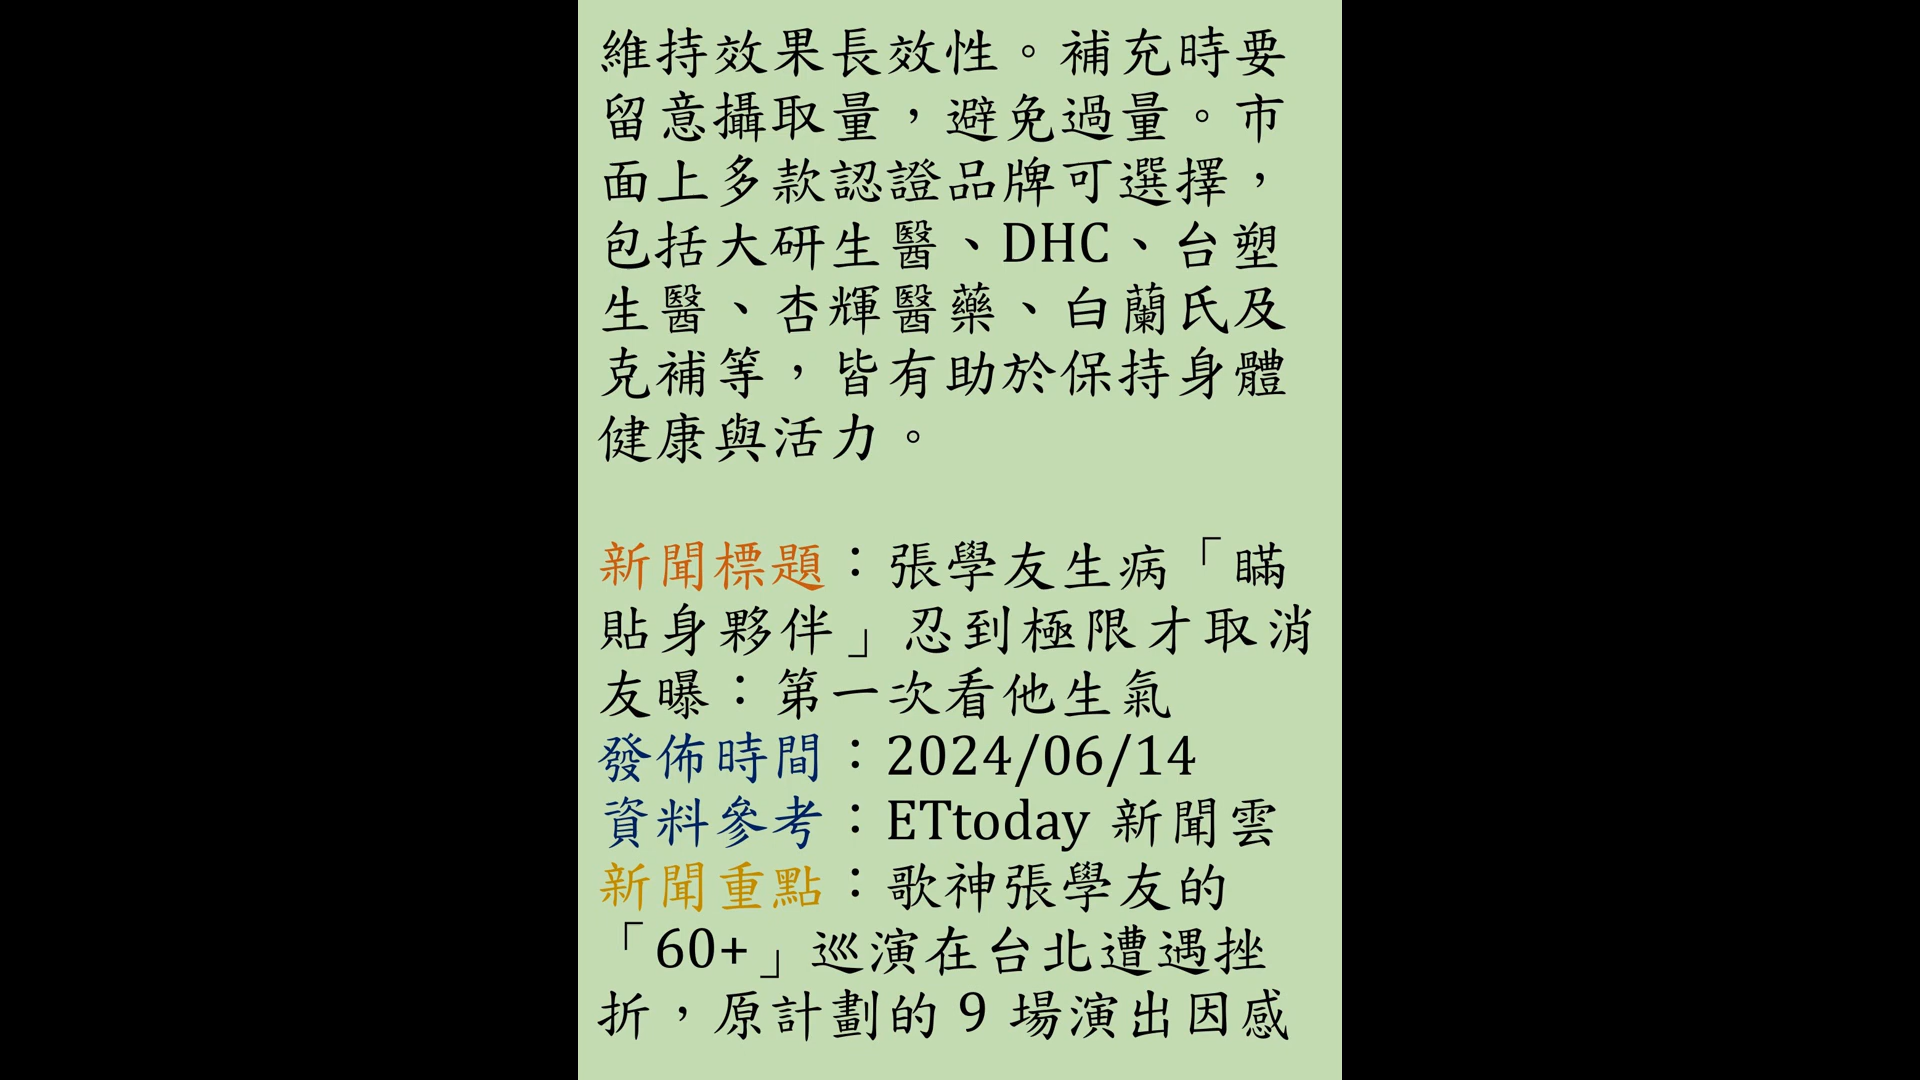 維持效果長效性。補充時要
留意攝取量，避免過量。市
面上多款認證品牌可選擇，
包括大研生醫、DHC、台塑
生醫、杏輝醫藥、白蘭氏及
克補等，皆有助於保持身體
健康與活力。
新聞標題：張學友生病「瞞
貼身夥伴」忍到極限才取消
友曝：第一次看他生氣
發佈時間：2024/06/14
資料參考：ETtoday 新聞雲
新聞重點：歌神張學友的
「60+」巡演在台北遭遇挫
折，原計劃的 9 場演出因感